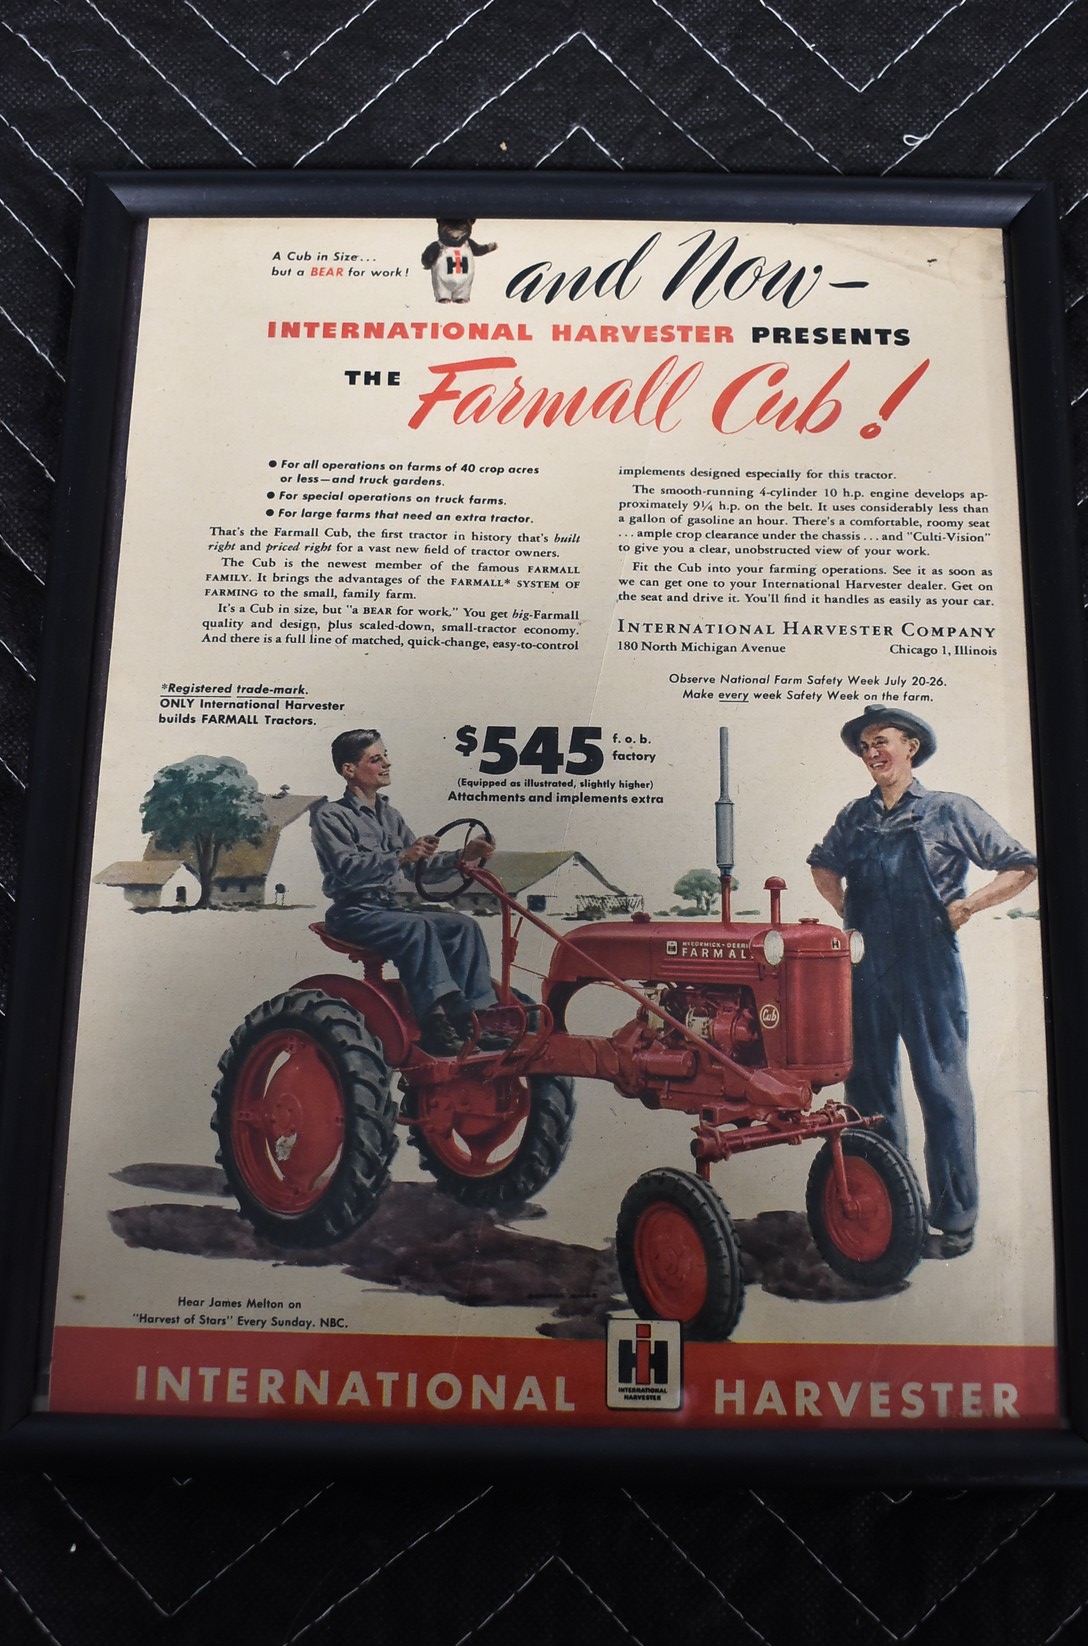 A Cub in Size...
but a BEAR for work!
IH
and Now—
INTERNATIONAL HARVESTER PRESENTS
THE Farmall Cub!
● For all operations on farms of 40 crop acres
or less—and truck gardens.
● For special operations on truck farms.
● For large farms that need an extra tractor.
That's the Farmall Cub, the first tractor in history that's built
right and priced right for a vast new field of tractor owners.
The Cub is the newest member of the famous FARMALL
FAMILY. It brings the advantages of the FARMALL* SYSTEM OF
FARMING to the small, family farm.
It's a Cub in size, but "a BEAR for work." You get big-Farmall
quality and design, plus scaled-down, small-tractor economy.
And there is a full line of matched, quick-change, easy-to-control
implements designed especially for this tractor.
The smooth-running 4-cylinder 10 h.p. engine develops ap-
proximately 9¼ h.p. on the belt. It uses considerably less than
a gallon of gasoline an hour. There's a comfortable, roomy seat
... ample crop clearance under the chassis ... and "Culti-Vision"
to give you a clear, unobstructed view of your work.
Fit the Cub into your farming operations. See it as soon as
we can get one to your International Harvester dealer. Get on
the seat and drive it. You'll find it handles as easily as your car.
INTERNATIONAL HARVESTER COMPANY
180 North Michigan Avenue Chicago 1, Illinois
Observe National Farm Safety Week July 20-26.
Make every week Safety Week on the farm.
*Registered trade-mark.
ONLY International Harvester
builds FARMALL Tractors.
$545 f. o. b.
factory
(Equipped as illustrated, slightly higher)
Attachments and implements extra
IH McCORMICK-DEERI
FARMAL
IH
Cub
Hear James Melton on
"Harvest of Stars" Every Sunday. NBC.
IH
INTERNATIONAL
HARVESTER
INTERNATIONAL HARVESTER